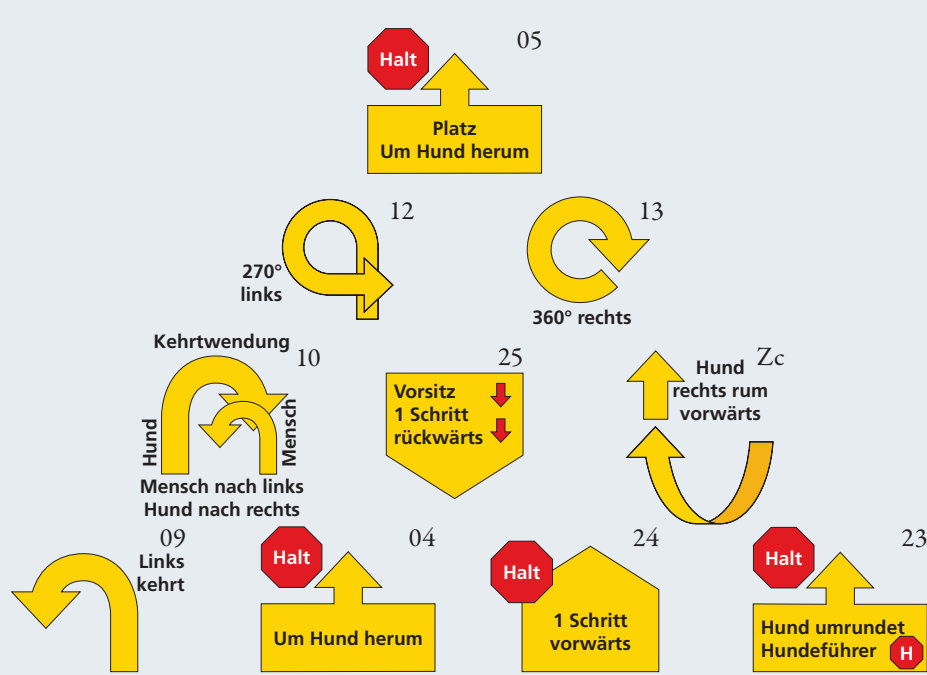 05
Halt
Platz
Um Hund herum
12
270°
links
13
360° rechts
Kehrtwendung
10
Hund
Mensch
Mensch nach links
Hund nach rechts
25
Vorsitz
1 Schritt
rückwärts
Zc
Hund
rechts rum
vorwärts
09
Links
kehrt
04
Halt
Um Hund herum
24
Halt
1 Schritt
vorwärts
23
Halt
Hund umrundet
Hundeführer H